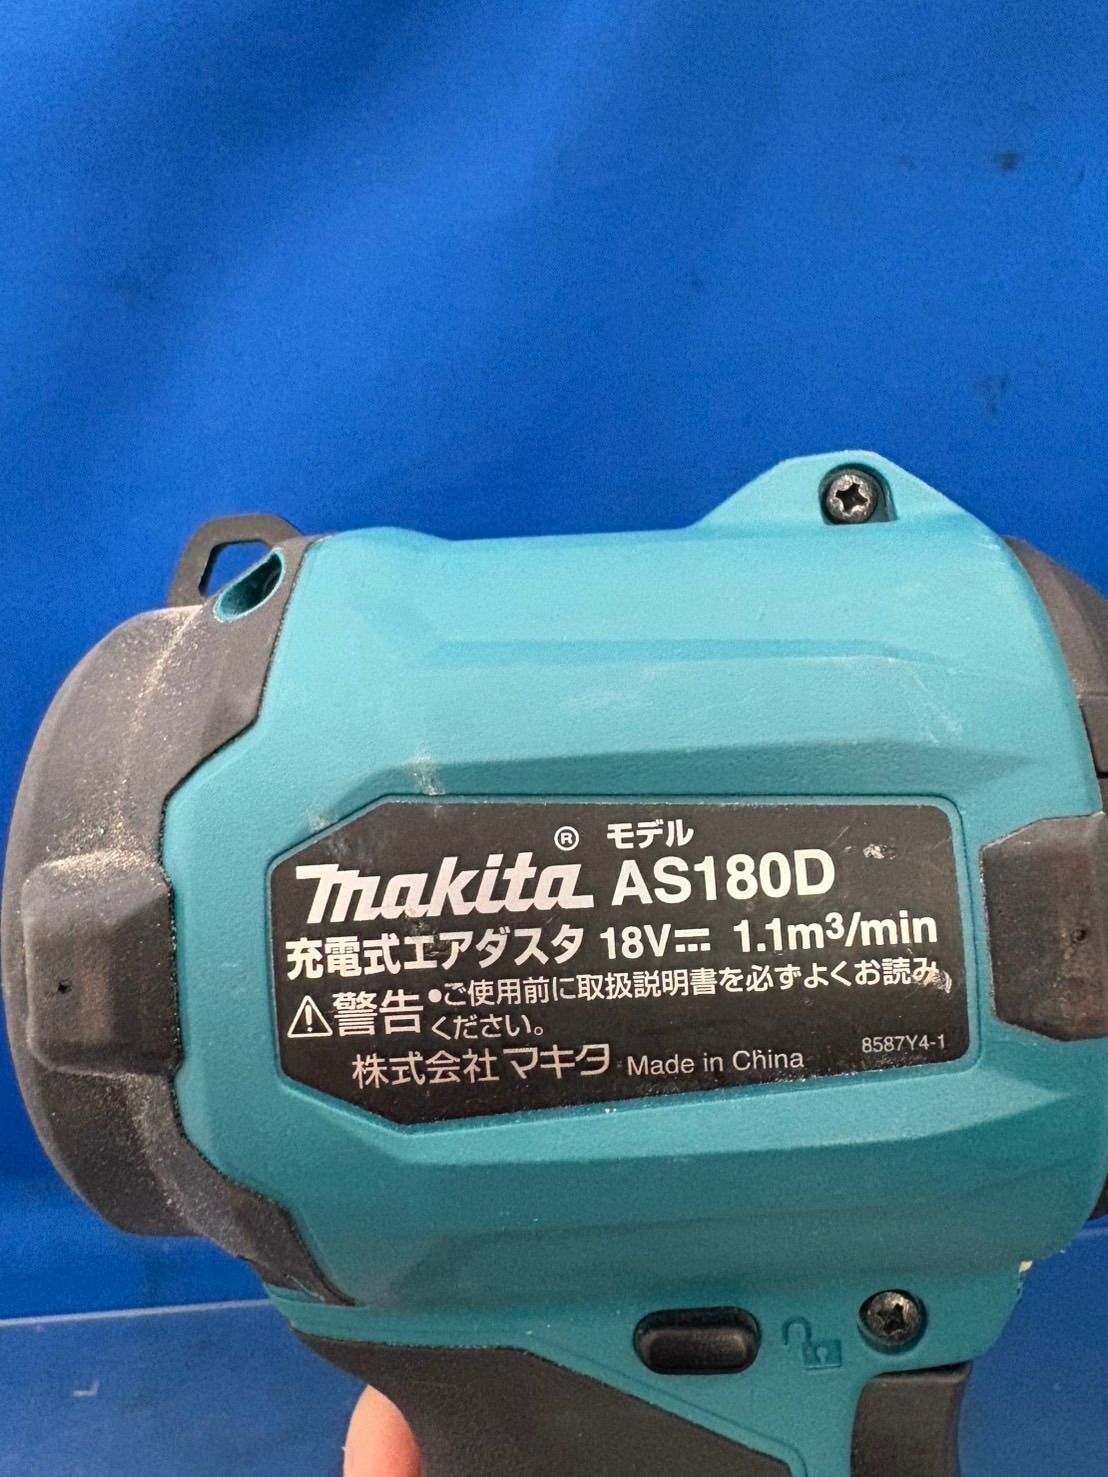 makita® モデル AS180D
充電式エアダスタ 18V⎓ 1.1m³/min
⚠警告 •ご使用前に取扱説明書を必ずよくお読み
ください。
株式会社マキタ Made in China 8587Y4-1